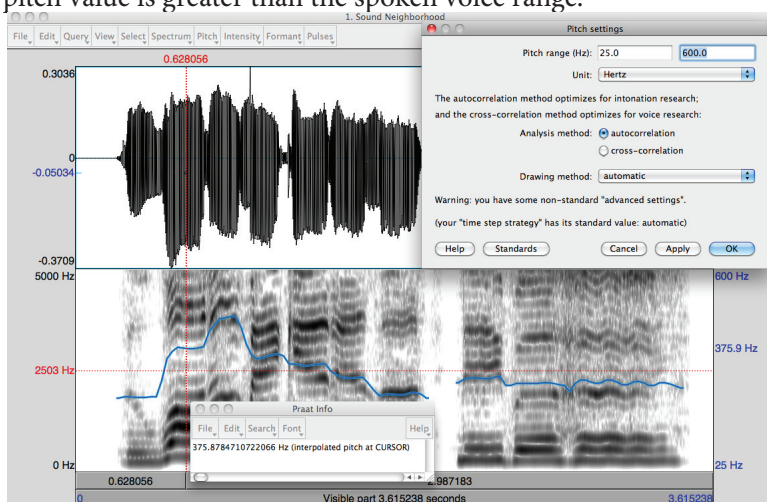 pitch value is greater than the spoken voice range.
1. Sound Neighborhood
File Edit Query View Select Spectrum Pitch Intensity Formant Pulses
0.628056
0.3036
0
-0.05034
-0.3709
5000 Hz
2503 Hz
0 Hz
600 Hz
375.9 Hz
25 Hz
Pitch settings
Pitch range (Hz): 25.0 600.0
Unit: Hertz
The autocorrelation method optimizes for intonation research;
and the cross-correlation method optimizes for voice research:
Analysis method: autocorrelation
cross-correlation
Drawing method: automatic
Warning: you have some non-standard "advanced settings".
(your "time step strategy" has its standard value: automatic)
Help Standards Cancel Apply OK
Praat Info
File Edit Search Font Help
375.8784710722066 Hz (interpolated pitch at CURSOR)
0.628056
2.987183
0
Visible part 3.615238 seconds
3.615238